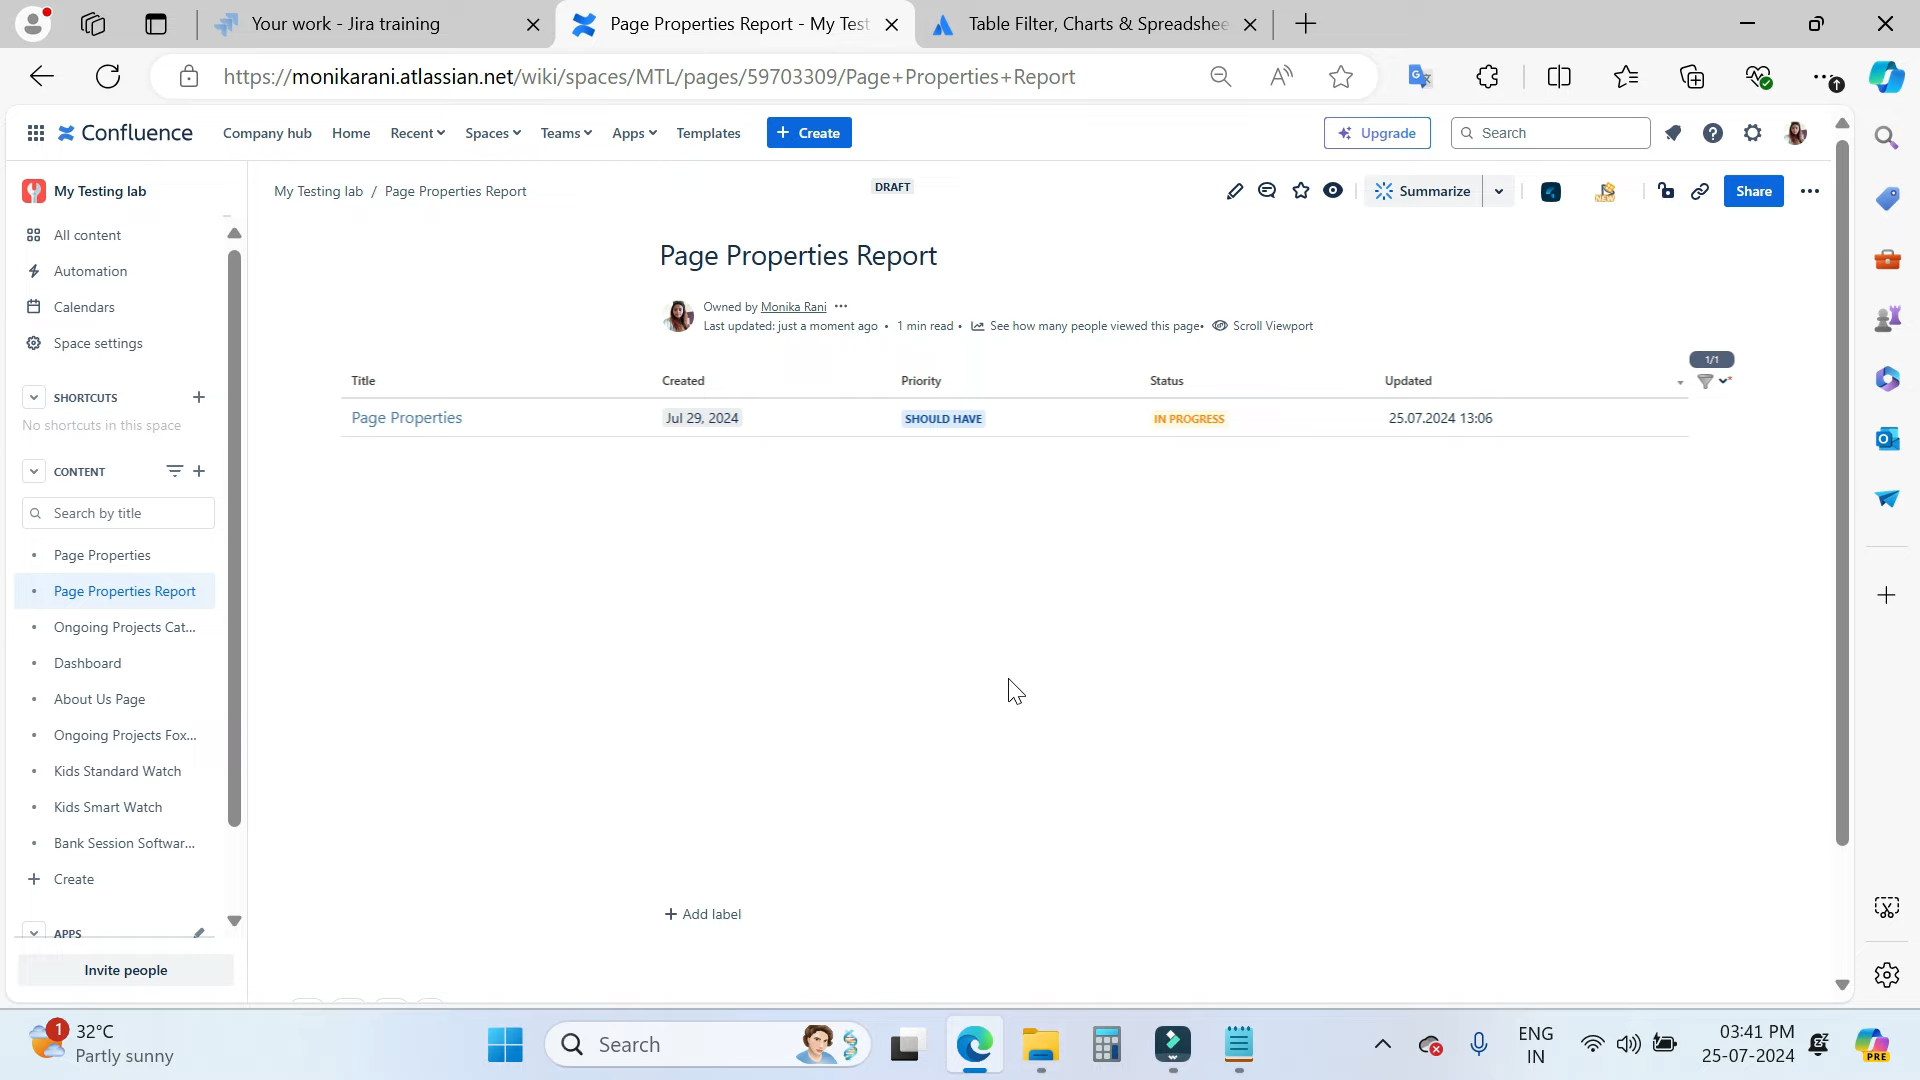 Your work - Jira training
Page Properties Report - My Test
Table Filter, Charts & Spreadshee
https://monikarani.atlassian.net/wiki/spaces/MTL/pages/59703309/Page+Properties+Report
Confluence
Company hub
Home
Recent
Spaces
Teams
Apps
Templates
+ Create
Upgrade
Search
My Testing lab
My Testing lab / Page Properties Report
DRAFT
Summarize
NEW
Share
All content
Automation
Calendars
Space settings
SHORTCUTS
No shortcuts in this space
CONTENT
Search by title
Page Properties
Page Properties Report
Ongoing Projects Cat...
Dashboard
About Us Page
Ongoing Projects Fox...
Kids Standard Watch
Kids Smart Watch
Bank Session Softwar...
+ Create
APPS
Invite people
Page Properties Report
Owned by Monika Rani
Last updated: just a moment ago • 1 min read • See how many people viewed this page• Scroll Viewport
1/1
Title Created Priority Status Updated
Page Properties Jul 29, 2024 SHOULD HAVE IN PROGRESS 25.07.2024 13:06
+ Add label
1
32°C
Partly sunny
Search
ENG
IN
03:41 PM
25-07-2024
PRE